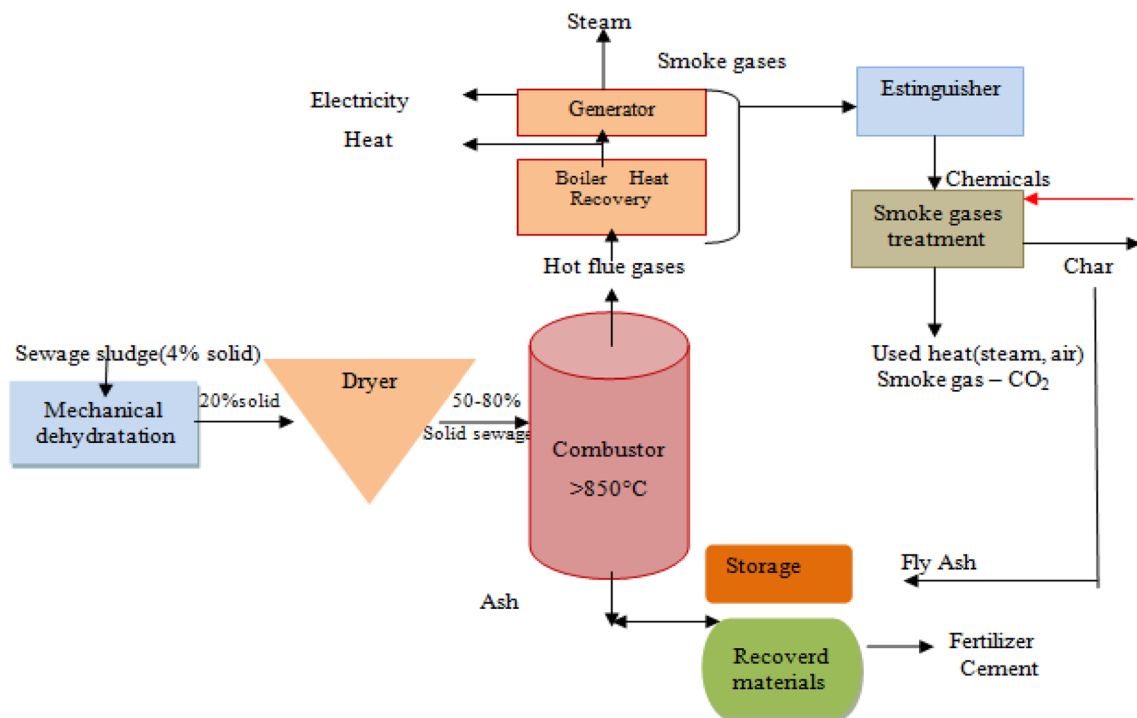 Steam
Smoke gases
Electricity
Generator
Estinguisher
Heat
Boiler Heat
Recovery
Chemicals
Smoke gases
treatment
Hot flue gases
Char
Sewage sludge(4% solid)
Mechanical
dehydratation
20%solid
Dryer
50-80%
Solid sewage
Combustor
>850°C
Used heat(steam, air)
Smoke gas – CO₂
Storage
Fly Ash
Ash
Recoverd
materials
Fertilizer
Cement